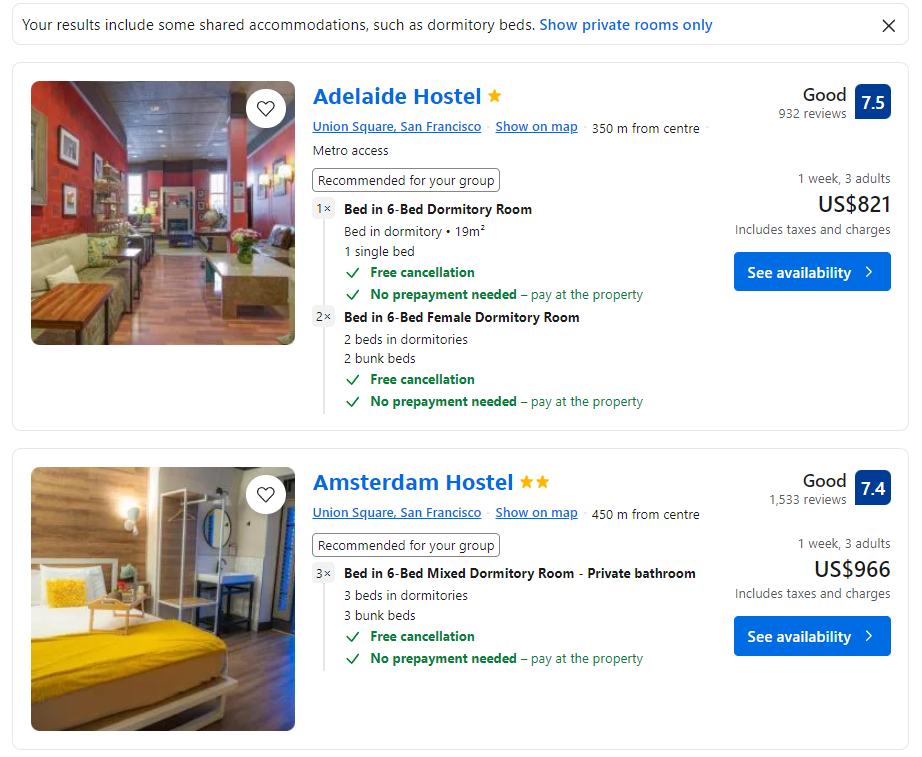 Your results include some shared accommodations, such as dormitory beds. Show private rooms only
Adelaide Hostel
Good
7.5
932 reviews
Union Square, San Francisco · Show on map · 350 m from centre ·
Metro access
Recommended for your group
1 week, 3 adults
US$821
Includes taxes and charges
See availability
1× Bed in 6-Bed Dormitory Room
Bed in dormitory • 19m²
1 single bed
Free cancellation
No prepayment needed – pay at the property
2× Bed in 6-Bed Female Dormitory Room
2 beds in dormitories
2 bunk beds
Free cancellation
No prepayment needed – pay at the property
Amsterdam Hostel
Good
7.4
1,533 reviews
Union Square, San Francisco · Show on map · 450 m from centre
Recommended for your group
1 week, 3 adults
US$966
Includes taxes and charges
See availability
3× Bed in 6-Bed Mixed Dormitory Room - Private bathroom
3 beds in dormitories
3 bunk beds
Free cancellation
No prepayment needed – pay at the property